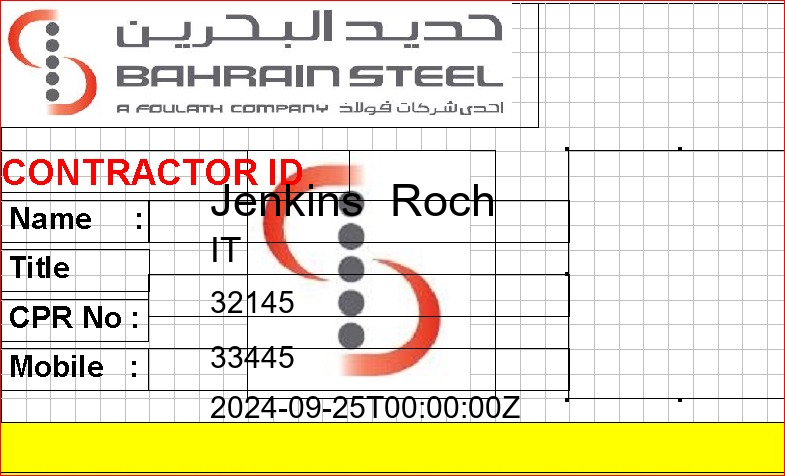 حديد البحرين
BAHRAIN STEEL
A FOULATH COMPANY احدى شركات فولاذ
CONTRACTOR ID
Name : Jenkins Roch
Title IT
CPR No : 32145
Mobile : 33445
2024-09-25T00:00:00Z